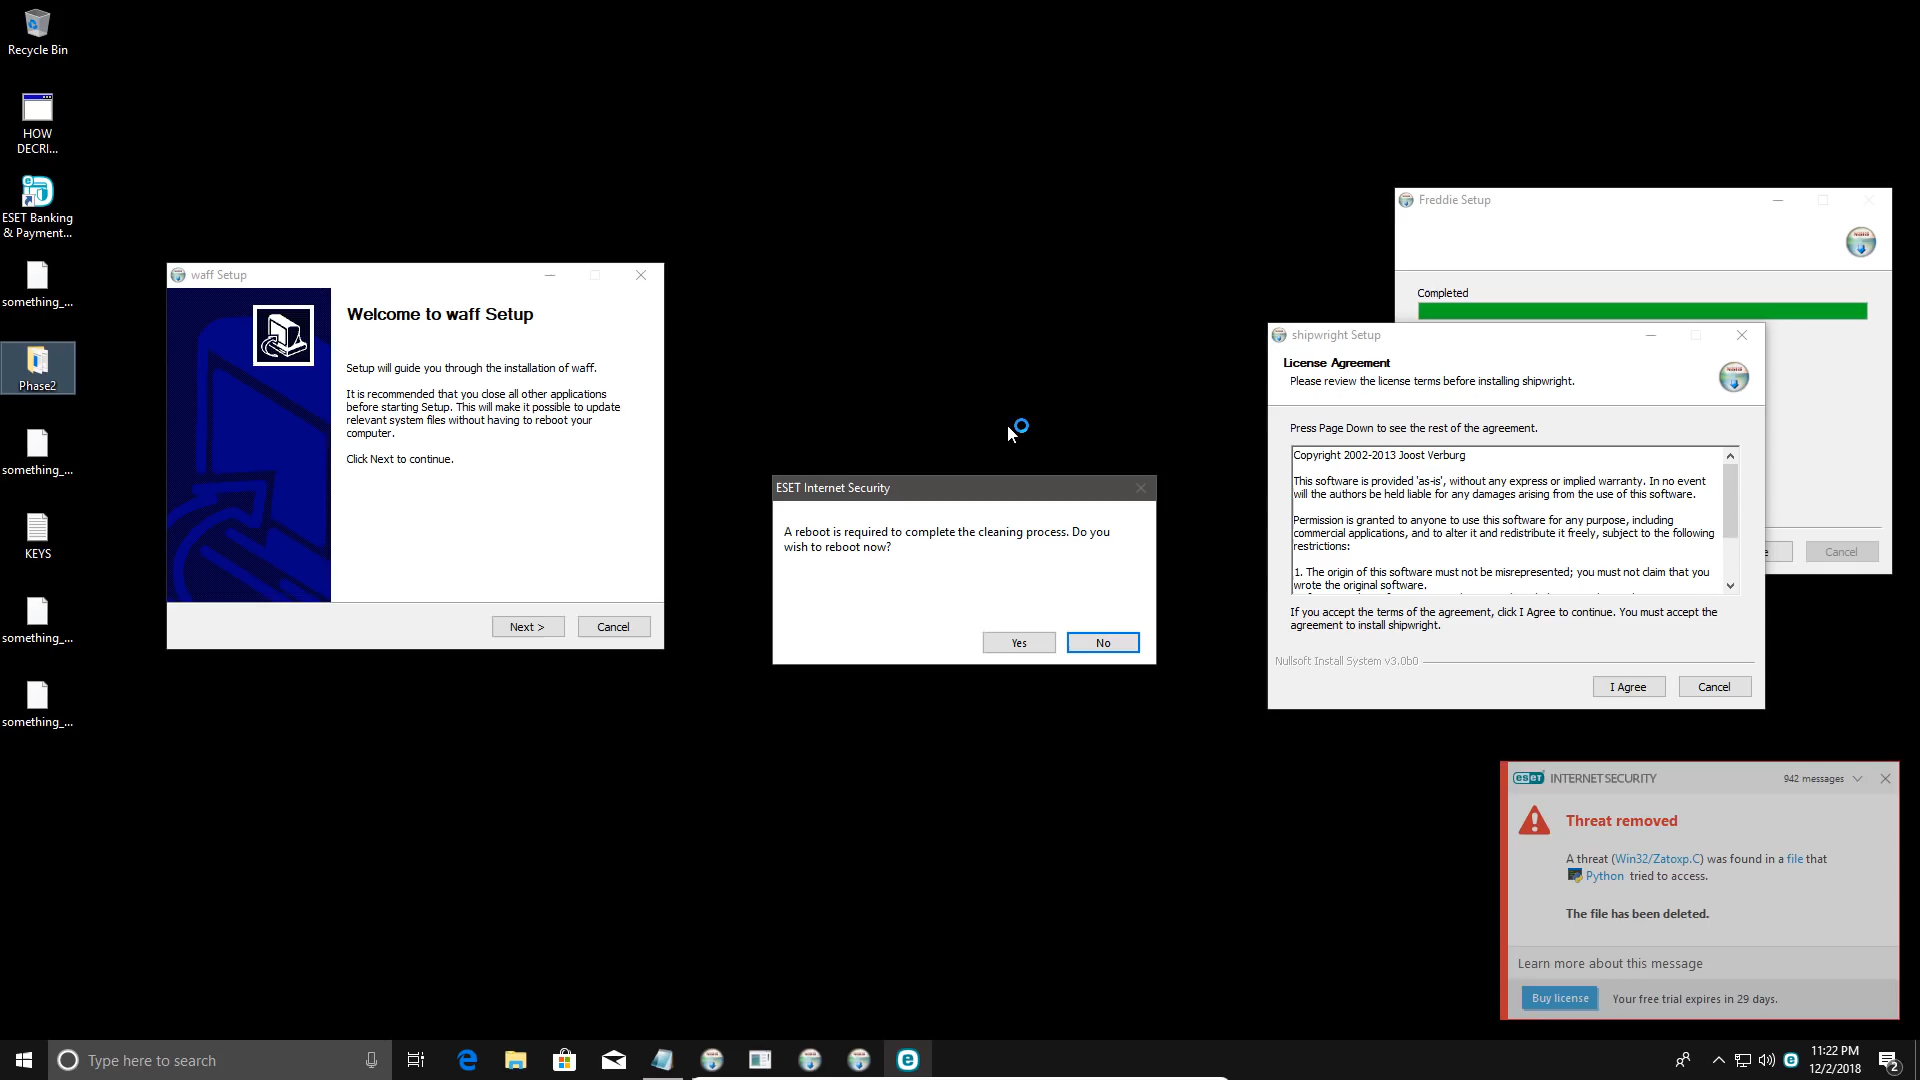 Recycle Bin
HOW
DECRI...
ESET Banking
& Payment...
something_...
Phase2
something_...
KEYS
something_...
something_...
waff Setup
Welcome to waff Setup
Setup will guide you through the installation of waff.
It is recommended that you close all other applications
before starting Setup. This will make it possible to update
relevant system files without having to reboot your
computer.
Click Next to continue.
Next >
Cancel
ESET Internet Security
A reboot is required to complete the cleaning process. Do you
wish to reboot now?
Yes
No
Freddie Setup
Completed
Cancel
shipwright Setup
License Agreement
Please review the license terms before installing shipwright.
Press Page Down to see the rest of the agreement.
Copyright 2002-2013 Joost Verburg
This software is provided 'as-is', without any express or implied warranty. In no event
will the authors be held liable for any damages arising from the use of this software.
Permission is granted to anyone to use this software for any purpose, including
commercial applications, and to alter it and redistribute it freely, subject to the following
restrictions:
1. The origin of this software must not be misrepresented; you must not claim that you
wrote the original software.
If you accept the terms of the agreement, click I Agree to continue. You must accept the
agreement to install shipwright.
Nullsoft Install System v3.0b0
I Agree
Cancel
eset INTERNET SECURITY
942 messages
Threat removed
A threat (Win32/Zatoxp.C) was found in a file that
Python tried to access.
The file has been deleted.
Learn more about this message
Buy license
Your free trial expires in 29 days.
Type here to search
11:22 PM
12/2/2018
2